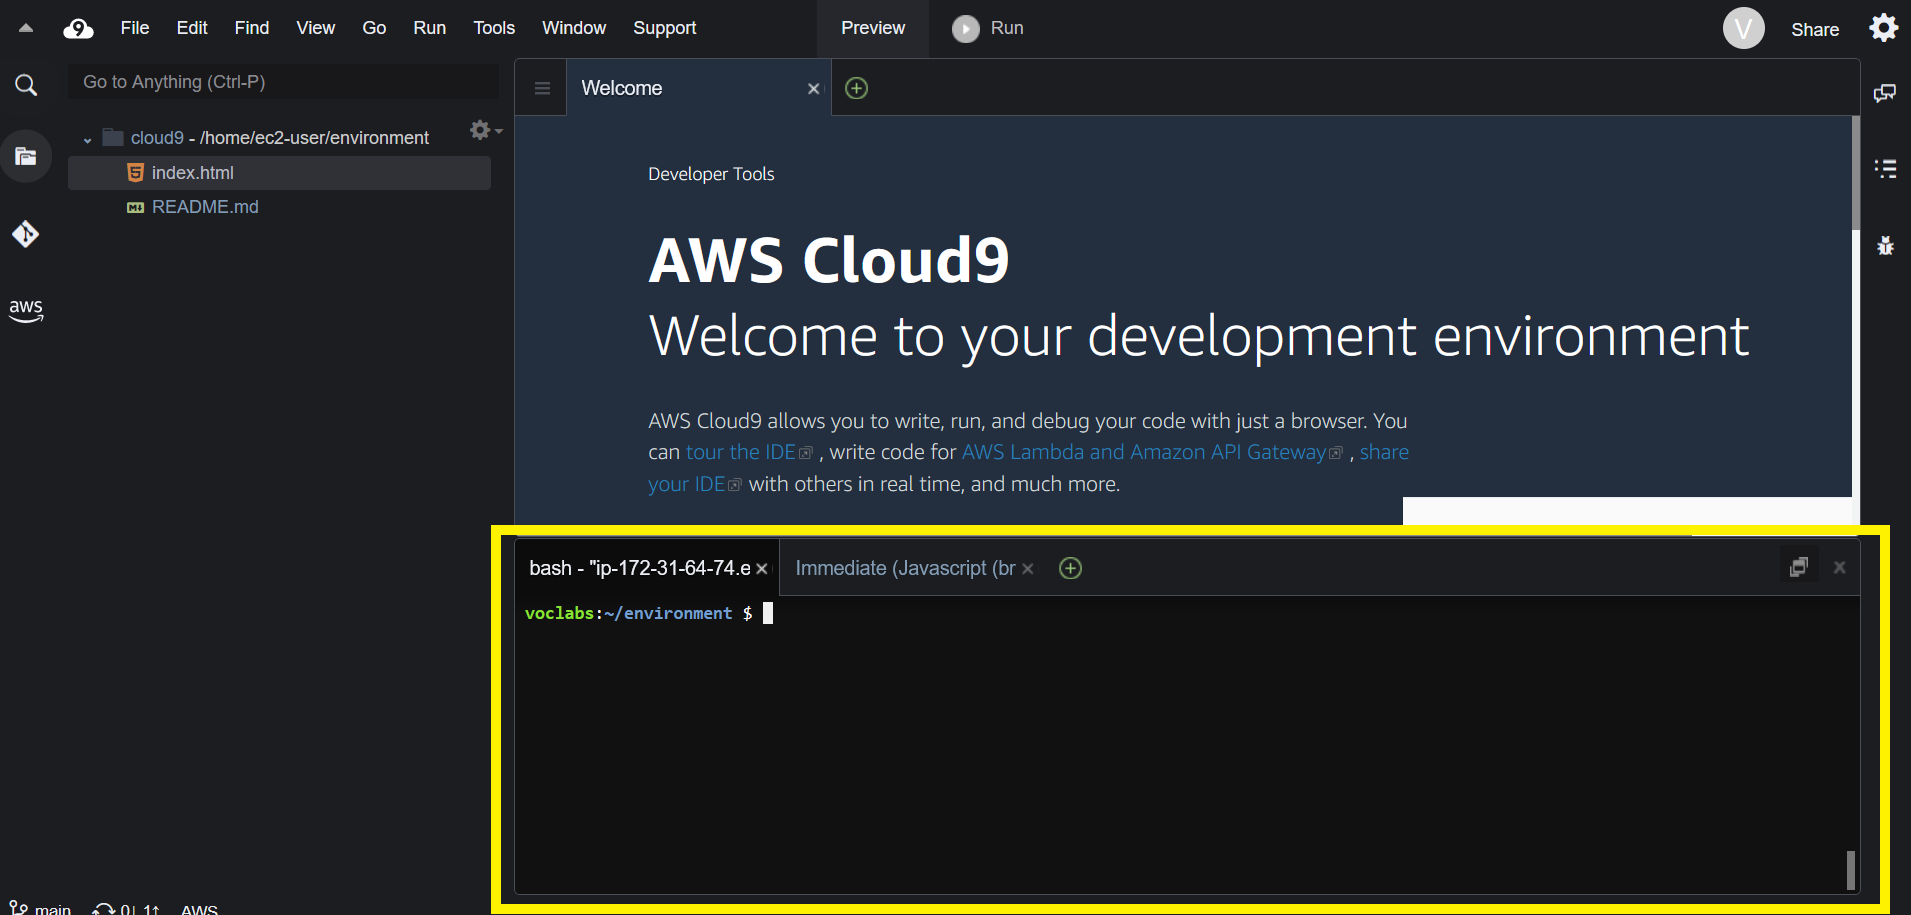 9 File Edit Find View Go Run Tools Window Support Preview Run V Share
Go to Anything (Ctrl-P)
cloud9 - /home/ec2-user/environment
index.html
README.md
aws
Welcome
Developer Tools
AWS Cloud9
Welcome to your development environment
AWS Cloud9 allows you to write, run, and debug your code with just a browser. You
can tour the IDE , write code for AWS Lambda and Amazon API Gateway , share
your IDE with others in real time, and much more.
bash - "ip-172-31-64-74.e Immediate (Javascript (br
voclabs:~/environment $
main 0↓ 1↑ AWS